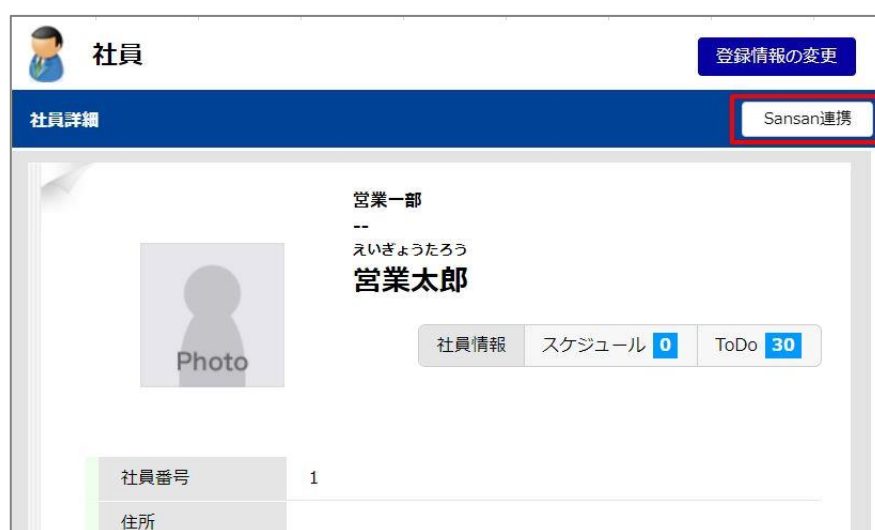 社員
登録情報の変更
社員詳細
Sansan連携
営業一部
--
えいぎょうたろう
営業太郎
社員情報 スケジュール 0 ToDo 30
Photo
社員番号 1
住所